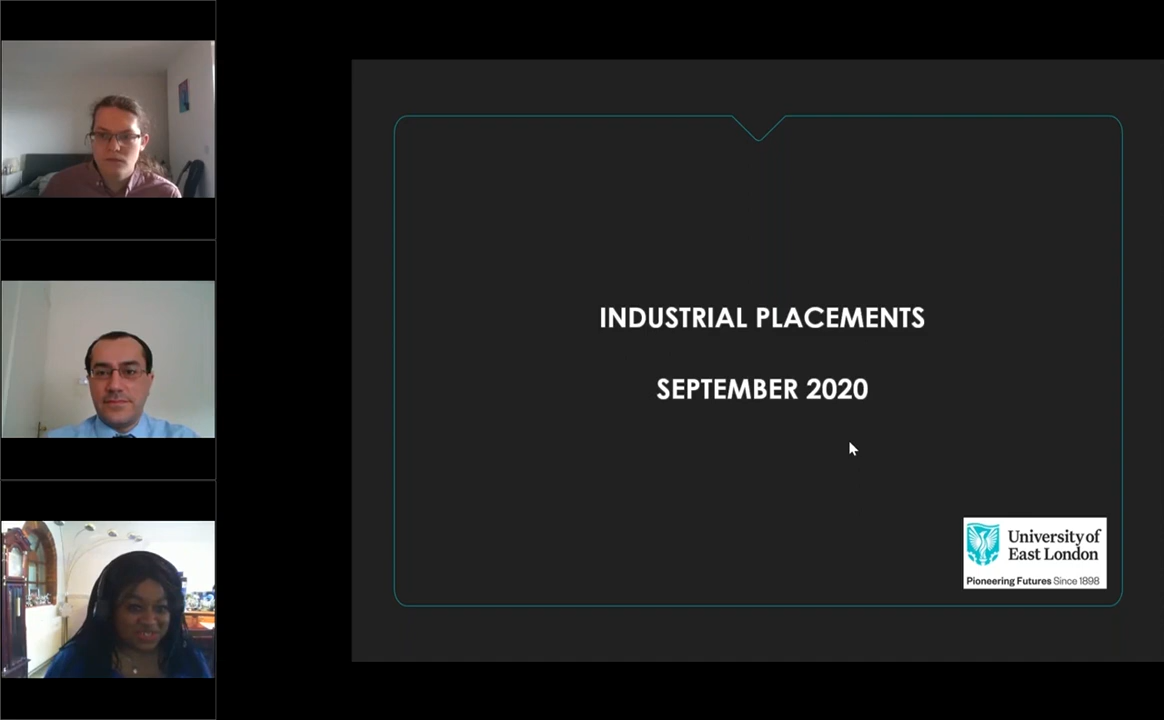 INDUSTRIAL PLACEMENTS
SEPTEMBER 2020
University of
East London
Pioneering Futures Since 1898